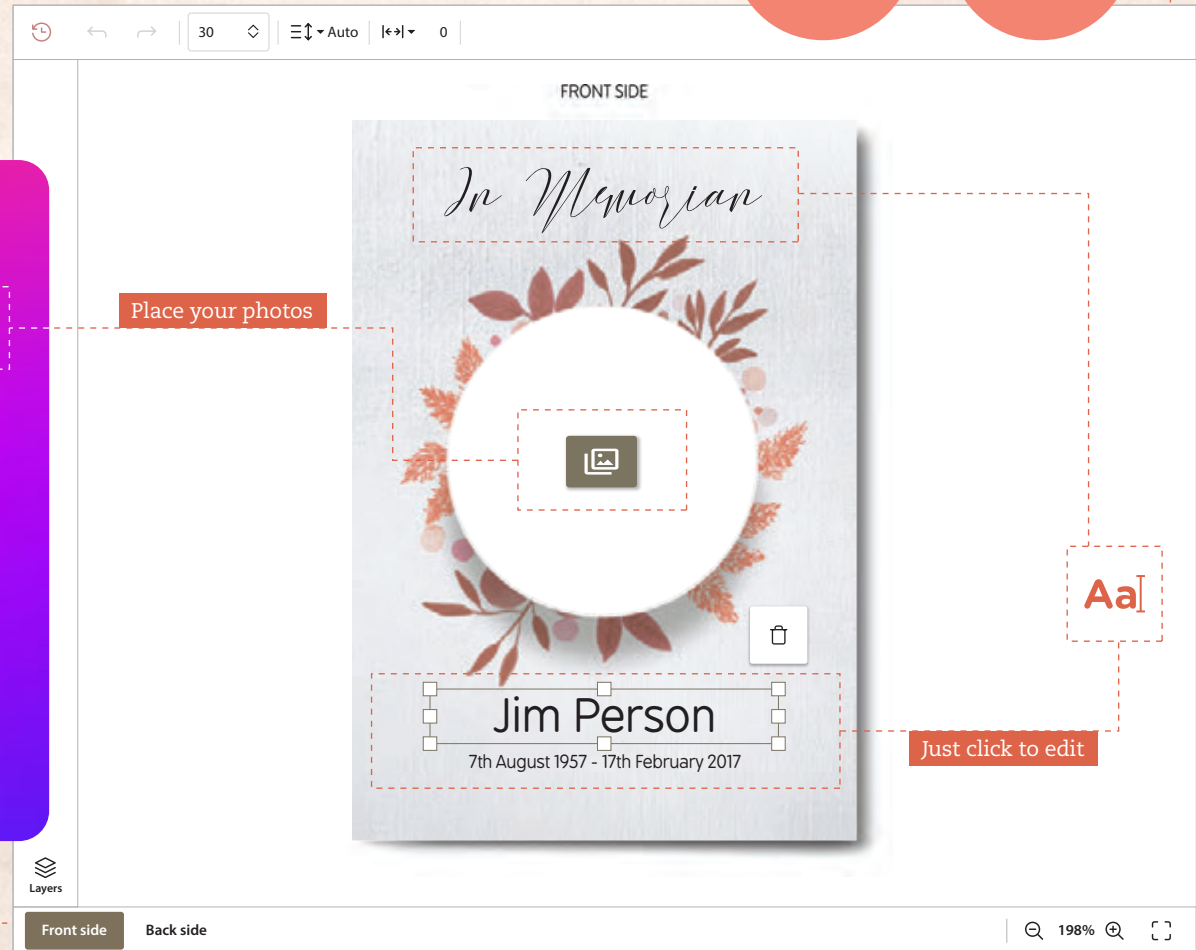 30
Auto
0
FRONT SIDE
In Memorian
Place your photos
Aa
Jim Person
Just click to edit
7th August 1957 - 17th February 2017
Layers
Front side
Back side
198%